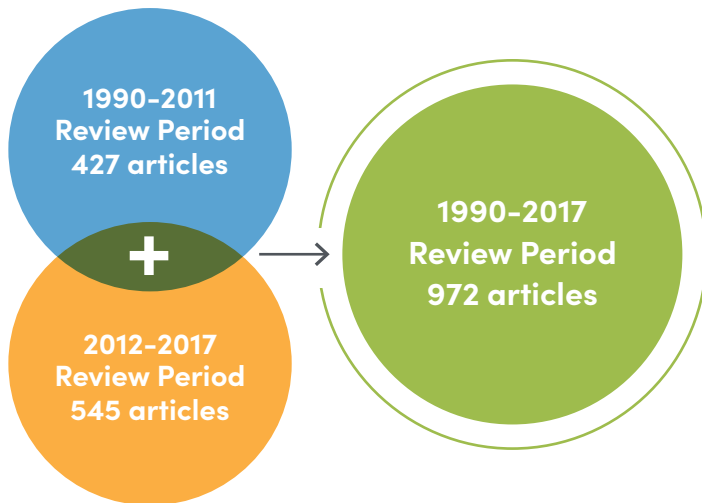 1990-2011
Review Period
427 articles
+
2012-2017
Review Period
545 articles
1990-2017
Review Period
972 articles